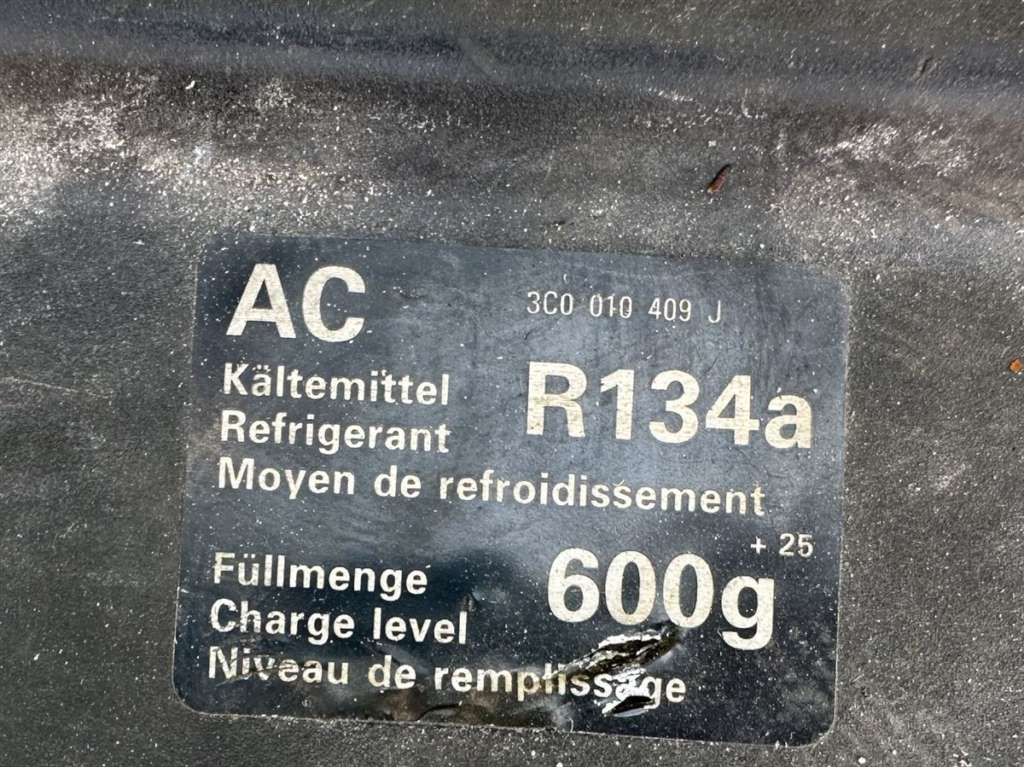 AC 3C0 010 409 J
Kältemittel
Refrigerant R134a
Moyen de refroidissement
+ 25
Füllmenge 600g
Charge level
Niveau de remplissage